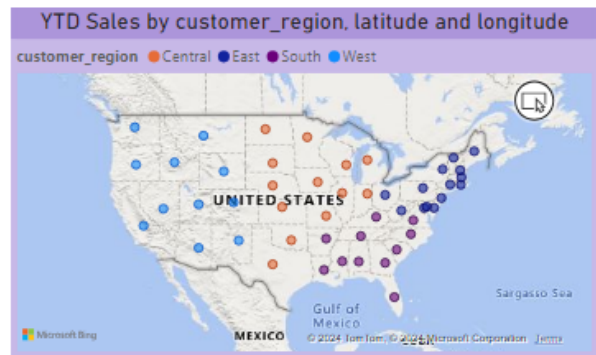 YTD Sales by customer_region, latitude and longitude
customer_region Central East South West
UNITED STATES
Sargasso Sea
Gulf of
Mexico
MEXICO
Microsoft Bing
© 2024 TomTom, © 2024 Microsoft Corporation Terms